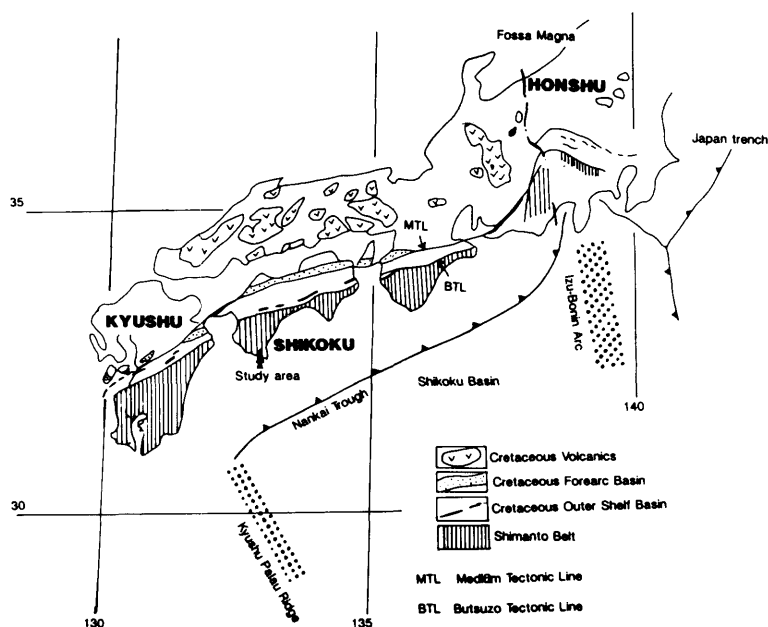 Fossa Magna
HONSHU
Japan trench
35
MTL
BTL
Izu-Bonin Arc
KYUSHU
SHIKOKU
Study area
Shikoku Basin
Nankai Trough
140
30
Kyushu Palau Ridge
Cretaceous Volcanics
Cretaceous Forearc Basin
Cretaceous Outer Shelf Basin
Shimanto Belt
MTL Tectonic Line
BTL Butsuzo Tectonic Line
130
135